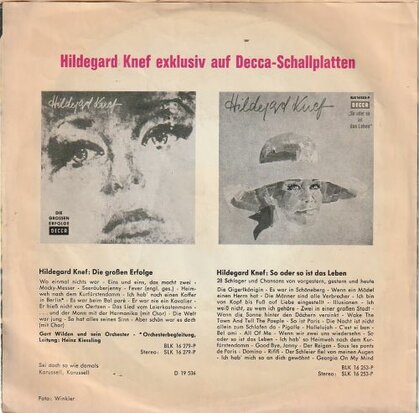 Hildegard Knef exklusiv auf Decca-Schallplatten
Hildegard Knef
DIE
GROSSEN
ERFOLGE
DECCA
Hildegard Knef
DECCA
"So oder so
ist
das Leben"
Hildegard Knef: Die großen Erfolge
Wo einmal nichts war - Eins und eins, das macht zwei -
Macky-Messer - Seeräuberjenny - Fever (engl. ges.) - Heim-
weh nach dem Kurfürstendamm - Ich hab' noch einen Koffer
in Berlin* - Es war beim Bal paré - Er war nie ein Kavalier -
Er hieß nicht von Oertzen - Das Lied vom Leierkastenmann -
. . . und der Mann mit der Harmonika (mit Chor) - Die Welt
war jung - So hat alles seinen Sinn - Aber schön war es doch
(mit Chor)
Gert Wilden und sein Orchester - *Orchesterbegleitung,
Leitung: Heinz Kiessling
BLK 16 279-P
Stereo: SLK 16 279-P
Sei doch so wie damals
Karussell, Karussell
D 19 536
Foto: Winkler
Hildegard Knef: So oder so ist das Leben
28 Schlager und Chansons von vorgestern, gestern und heute
Die Gigerlkönigin - Es war in Schöneberg - Wenn ein Mädel
einen Herrn hat - Die Männer sind alle Verbrecher - Ich bin
von Kopf bis Fuß auf Liebe eingestellt - Illusionen - Ich
weiß nicht, zu wem ich gehöre - Zwei in einer großen Stadt -
Wenn die Sonne hinter den Dächern versinkt - Wake The
Town And Tell The People - So ist Paris - Die Nacht ist nicht
allein zum Schlafen da - Pigalle - Hallelujah - C'est si bon -
Bel ami - All Of Me - Wann wir zwei uns wiedersehn - So
oder so ist das Leben - Ich hab' so Heimweh nach dem Kur-
fürstendamm - Good Bye, Jonny - Der Reigen - Sous les ponts
de Paris - Domino - Rififi - Der Schleier fiel von meinen Augen
- Ich hab' mich so an dich gewöhnt - Georgia On My Mind
BLK 16 253-P
Stereo: SLK 16 253-P